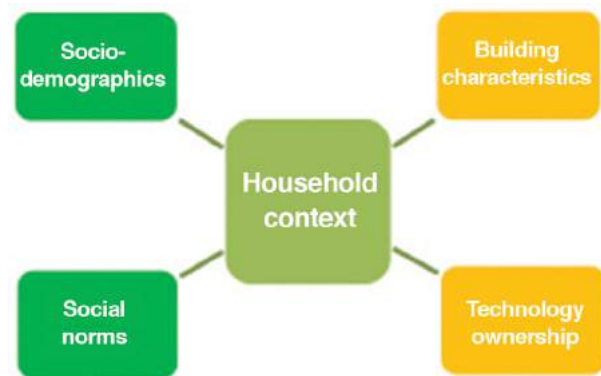 Socio-
demographics
Building
characteristics
Household
context
Social
norms
Technology
ownership